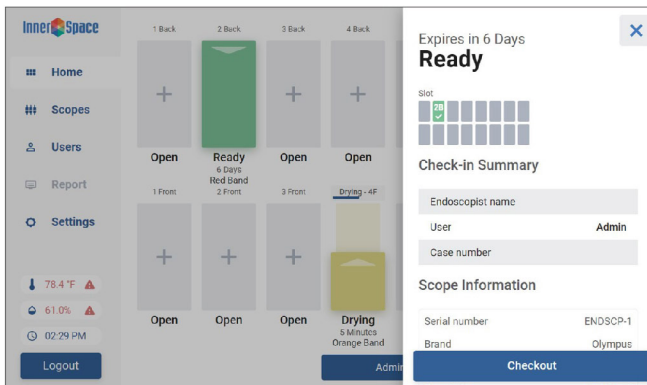 InnerSpace
Home
Scopes
Users
Report
Settings
78.4 °F
61.0%
02:29 PM
Logout
1 Back
2 Back
3 Back
4 Back
Open
Ready
6 Days
Red Band
Open
Open
1 Front
2 Front
3 Front
Drying - 4F
Open
Open
Open
Drying
5 Minutes
Orange Band
Expires in 6 Days
Ready
Slot
2B
Check-in Summary
Endoscopist name
User Admin
Case number
Scope Information
Serial number ENDSCP-1
Brand Olympus
Checkout